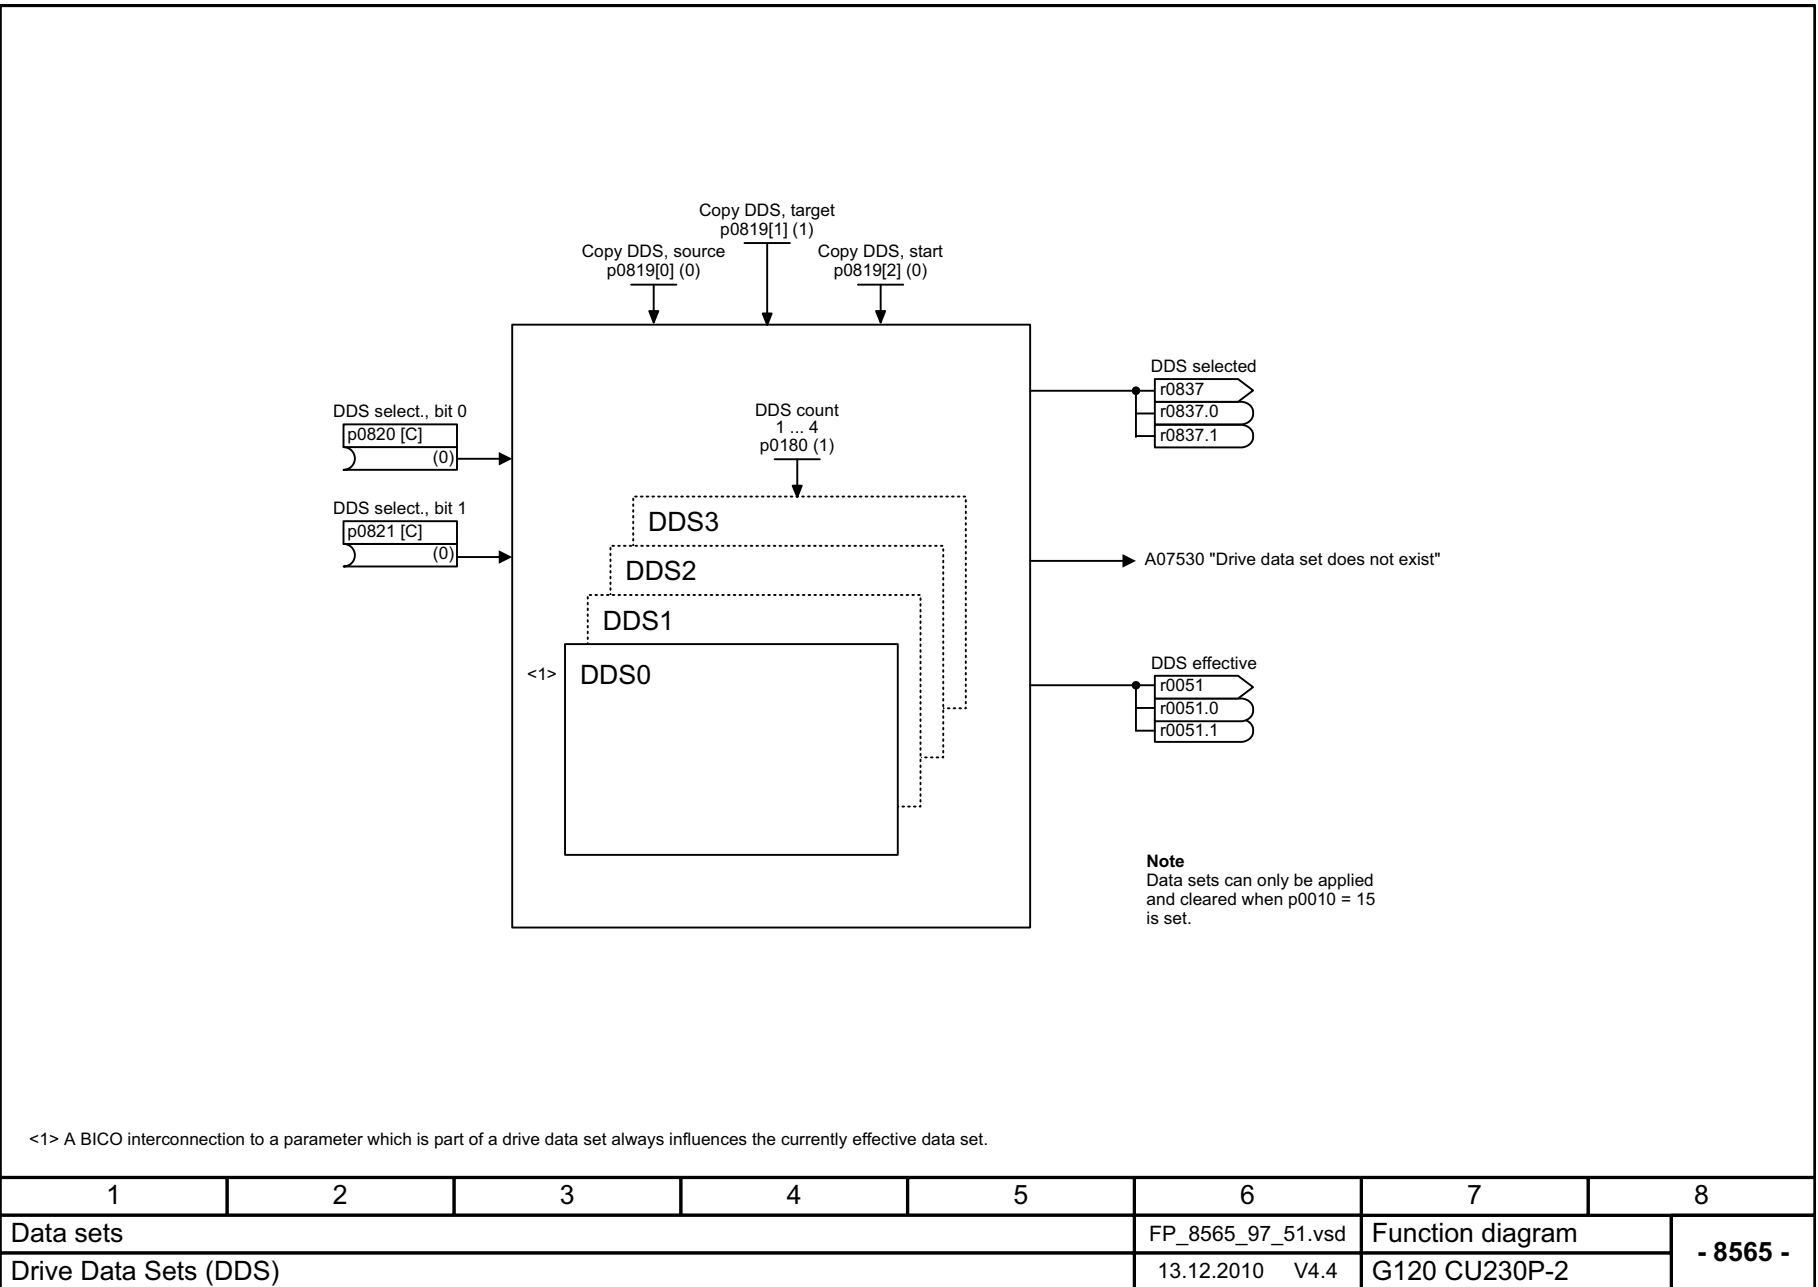 Copy DDS, target
p0819[1] (1)
Copy DDS, source
p0819[0] (0)
Copy DDS, start
p0819[2] (0)
DDS select., bit 0
p0820 [C]
(0)
DDS select., bit 1
p0821 [C]
(0)
DDS count
1 ... 4
p0180 (1)
DDS3
DDS2
DDS1
<1>
DDS0
DDS selected
r0837
r0837.0
r0837.1
A07530 "Drive data set does not exist"
DDS effective
r0051
r0051.0
r0051.1
Note
Data sets can only be applied
and cleared when p0010 = 15
is set.
<1> A BICO interconnection to a parameter which is part of a drive data set always influences the currently effective data set.
1 2 3 4 5 6 7 8
Data sets
FP_8565_97_51.vsd
Function diagram
- 8565 -
Drive Data Sets (DDS)
13.12.2010 V4.4
G120 CU230P-2